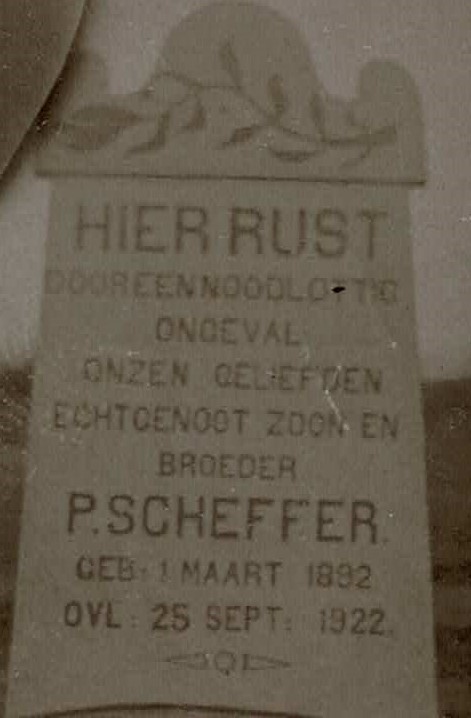 HIER RUST
DOOR EEN NOODLOTTIG
ONGEVAL
ONZEN GELIEFDEN
ECHTGENOOT ZOON EN
BROEDER
P. SCHEFFER.
GEB: 1 MAART 1892
OVL: 25 SEPT: 1922.